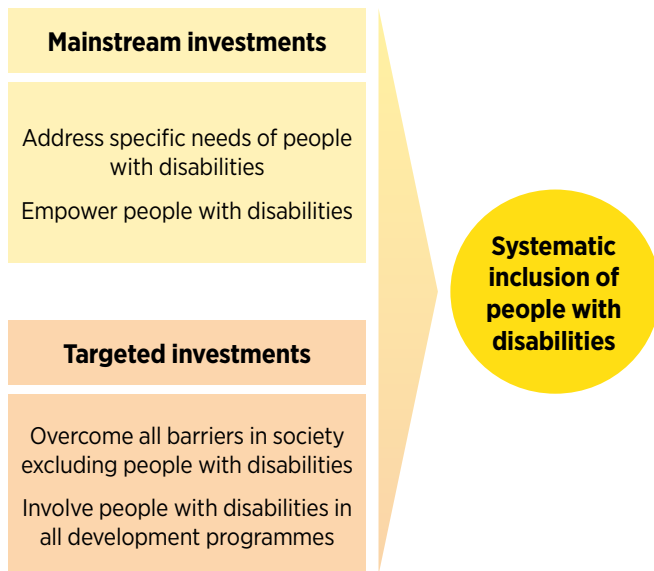 Mainstream investments
Address specific needs of people
with disabilities
Empower people with disabilities
Targeted investments
Overcome all barriers in society
excluding people with disabilities
Involve people with disabilities in
all development programmes
Systematic
inclusion of
people with
disabilities